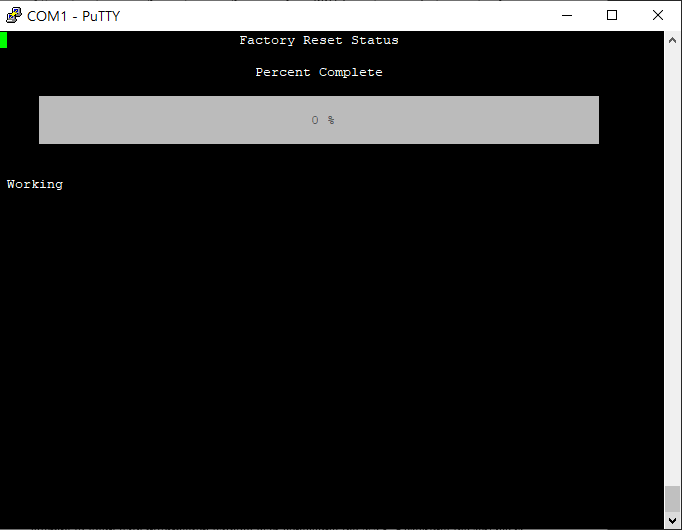 COM1 - PuTTY
Factory Reset Status
Percent Complete
0 %
Working